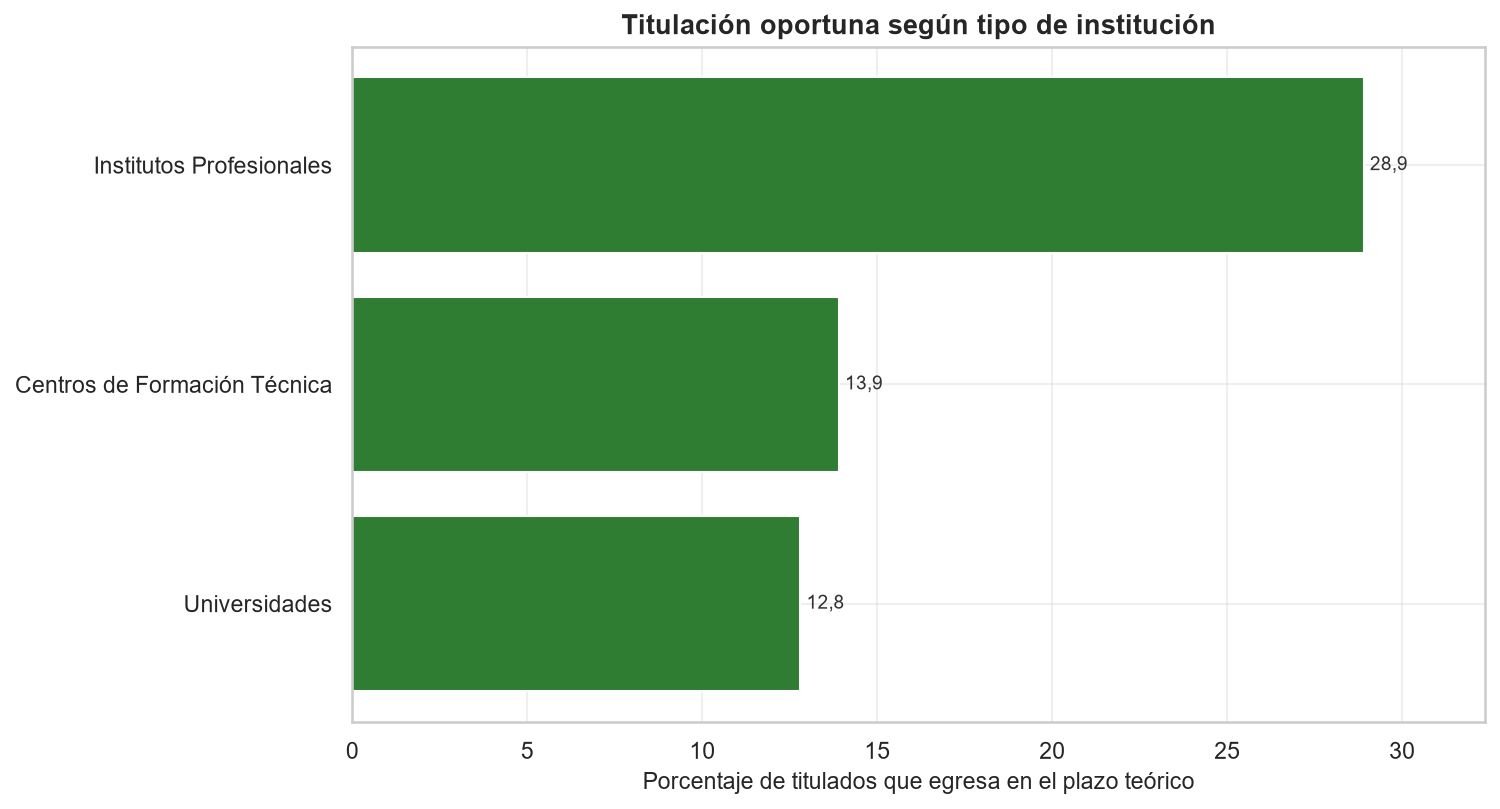 Titulación oportuna según tipo de institución
Institutos Profesionales
28,9
Centros de Formación Técnica
13,9
Universidades
12,8
0 5 10 15 20 25 30
Porcentaje de titulados que egresa en el plazo teórico